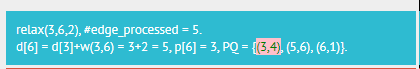 relax(3,6,2), #edge_processed = 5.
d[6] = d[3]+w(3,6) = 3+2 = 5, p[6] = 3, PQ = {(3,4), (5,6), (6,1)}.